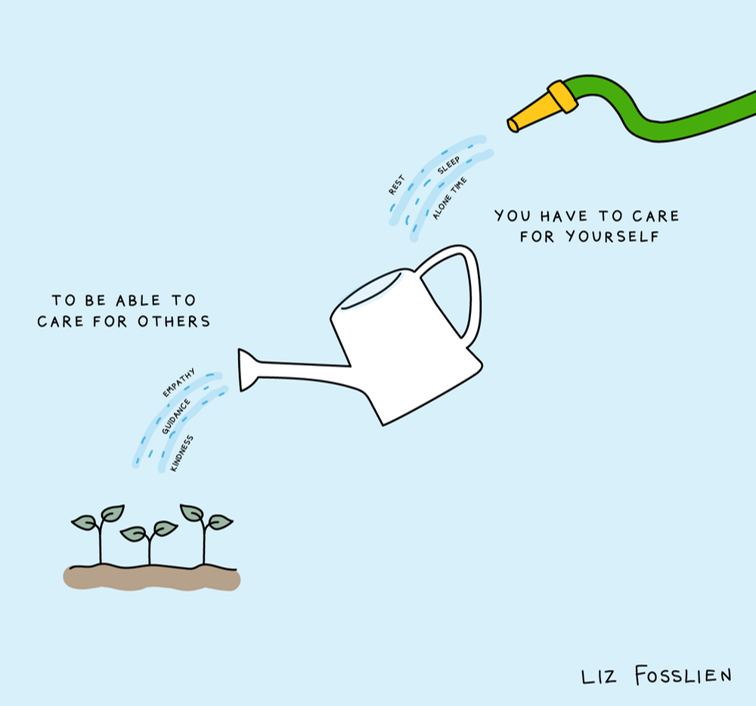 REST
SLEEP
ALONE TIME
YOU HAVE TO CARE
FOR YOURSELF
TO BE ABLE TO
CARE FOR OTHERS
EMPATHY
GUIDANCE
KINDNESS
LIZ FOSSLIEN